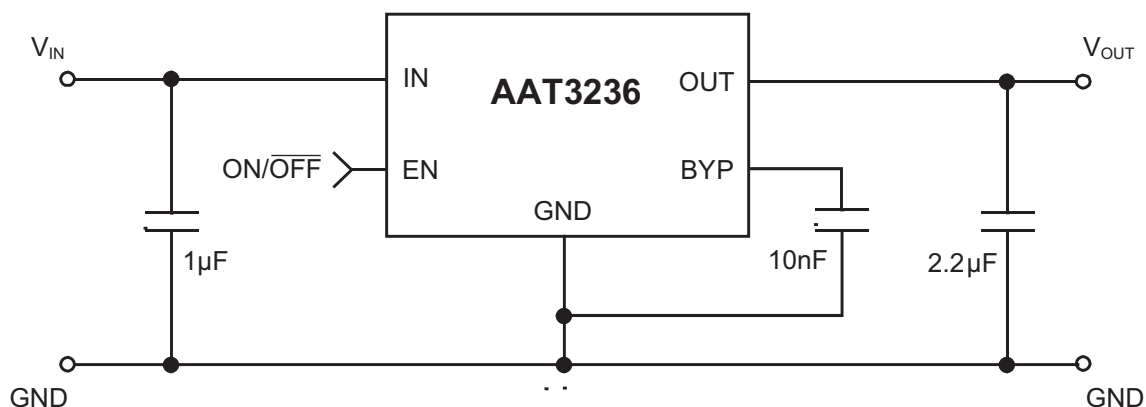 V_IN
V_OUT
IN
AAT3236
OUT
ON/OFF
EN
BYP
GND
1µF
10nF
2.2µF
GND
GND